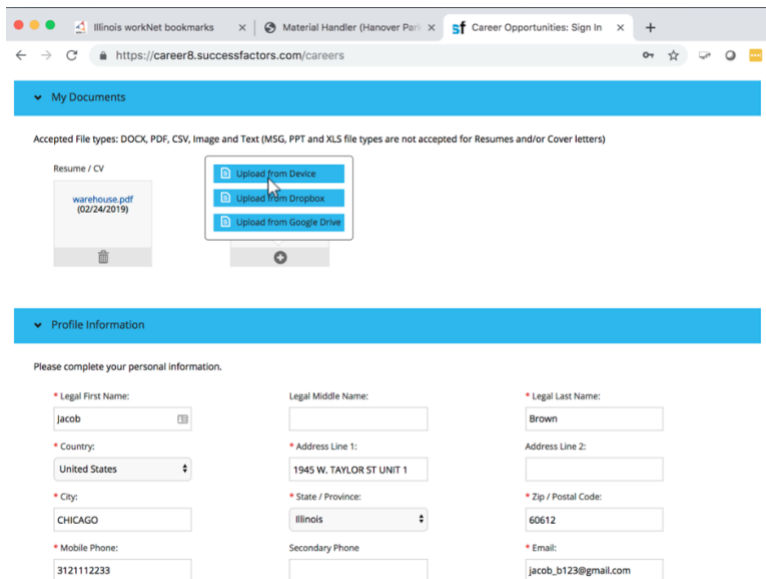 Illinois workNet bookmarks
Material Handler (Hanover Park
sf Career Opportunities: Sign In
https://career8.successfactors.com/careers
My Documents
Accepted File types: DOCX, PDF, CSV, Image and Text (MSG, PPT and XLS file types are not accepted for Resumes and/or Cover letters)
Resume / CV
Upload from Device
warehouse.pdf
(02/24/2019)
Upload from Dropbox
Upload from Google Drive
Profile Information
Please complete your personal information.
* Legal First Name: Legal Middle Name: * Legal Last Name:
Jacob Brown
* Country: * Address Line 1: Address Line 2:
United States 1945 W. TAYLOR ST UNIT 1
* City: * State / Province: * Zip / Postal Code:
CHICAGO Illinois 60612
* Mobile Phone: Secondary Phone * Email:
3121112233 jacob_b123@gmail.com